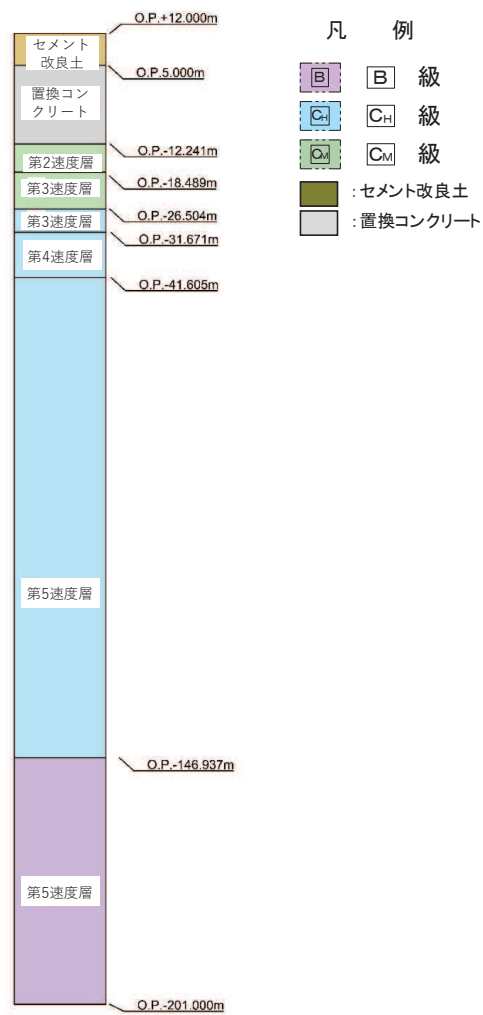 O.P.+12.000m
セメント
改良土
O.P.5.000m
置換コン
クリート
O.P.-12.241m
第2速度層
O.P.-18.489m
第3速度層
O.P.-26.504m
第3速度層
O.P.-31.671m
第4速度層
O.P.-41.605m
第5速度層
O.P.-146.937m
第5速度層
O.P.-201.000m
凡 例
B B 級
CH CH 級
CM CM 級
:セメント改良土
:置換コンクリート